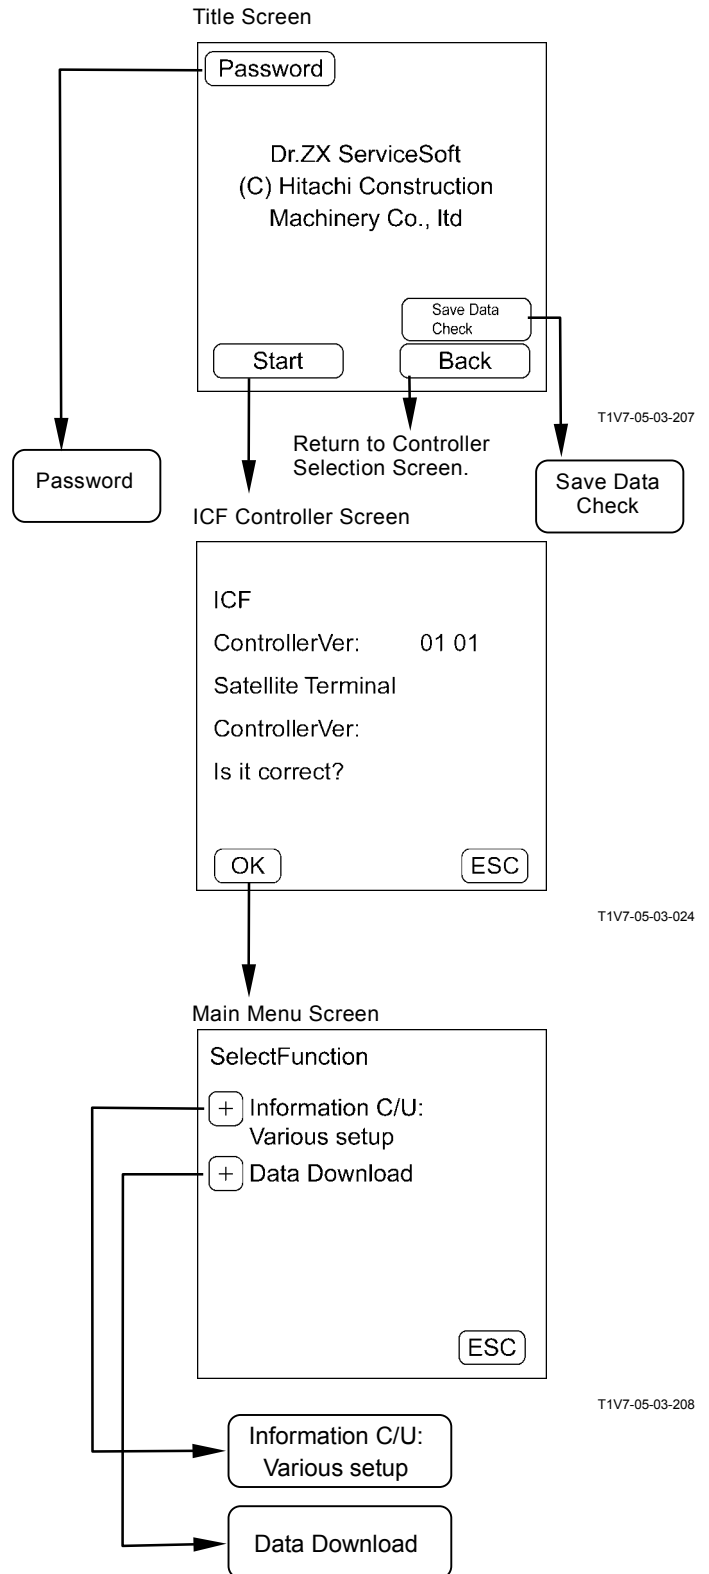 Title Screen
Password
Dr.ZX ServiceSoft
(C) Hitachi Construction
Machinery Co., ltd
Save Data
Check
Start
Back
T1V7-05-03-207
Return to Controller
Selection Screen.
Password
Save Data
Check
ICF Controller Screen
ICF
ControllerVer: 01 01
Satellite Terminal
ControllerVer:
Is it correct?
OK
ESC
T1V7-05-03-024
Main Menu Screen
SelectFunction
+ Information C/U:
Various setup
+ Data Download
ESC
T1V7-05-03-208
Information C/U:
Various setup
Data Download